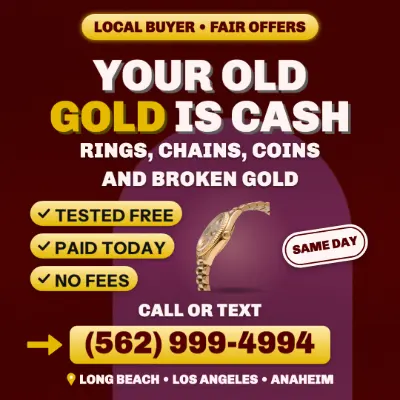 LOCAL BUYER • FAIR OFFERS
YOUR OLD
GOLD IS CASH
RINGS, CHAINS, COINS
AND BROKEN GOLD
TESTED FREE
PAID TODAY
NO FEES
SAME DAY
CALL OR TEXT
(562) 999-4994
LONG BEACH • LOS ANGELES • ANAHEIM